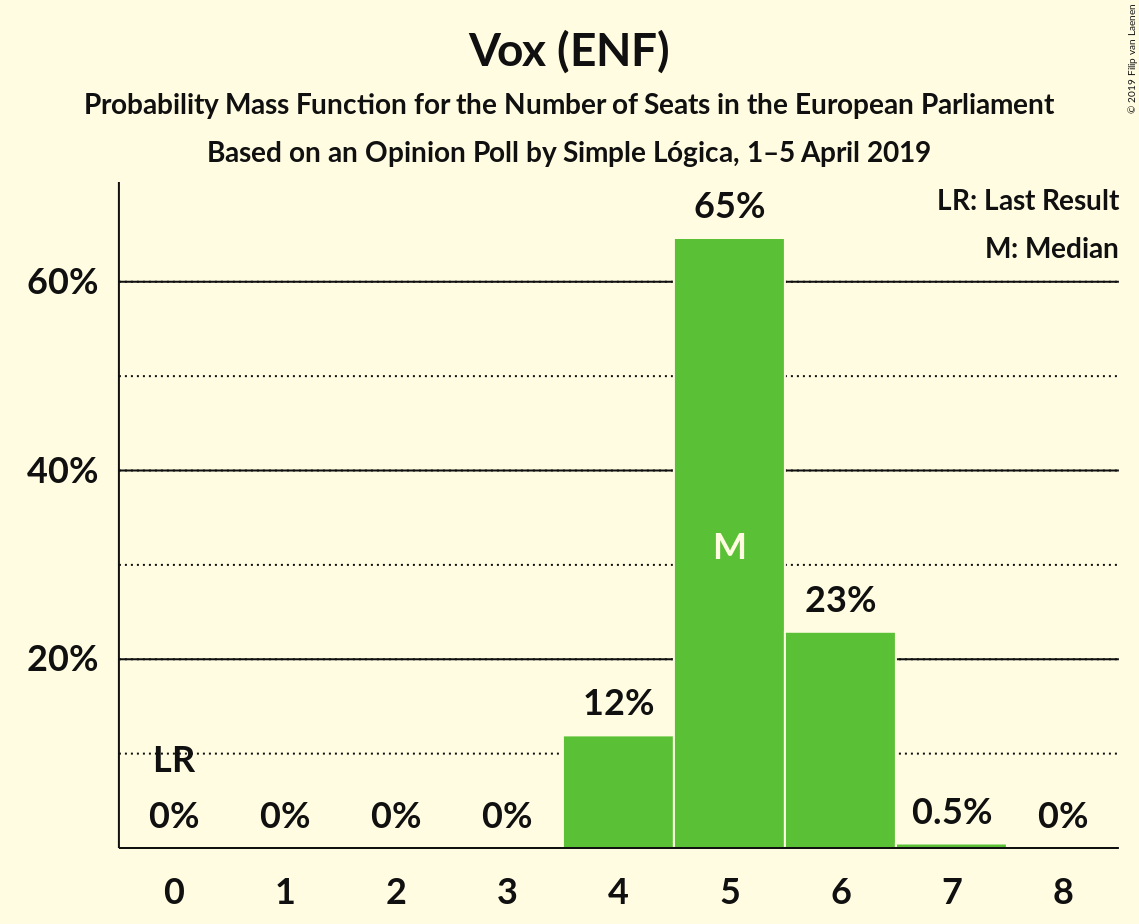 Vox (ENF)
Probability Mass Function for the Number of Seats in the European Parliament
Based on an Opinion Poll by Simple Lógica, 1–5 April 2019
© 2019 Filip van Laenen
LR: Last Result
M: Median
65%
60%
40%
M
23%
20%
12%
LR
0% 0% 0% 0% 0.5% 0%
0 1 2 3 4 5 6 7 8